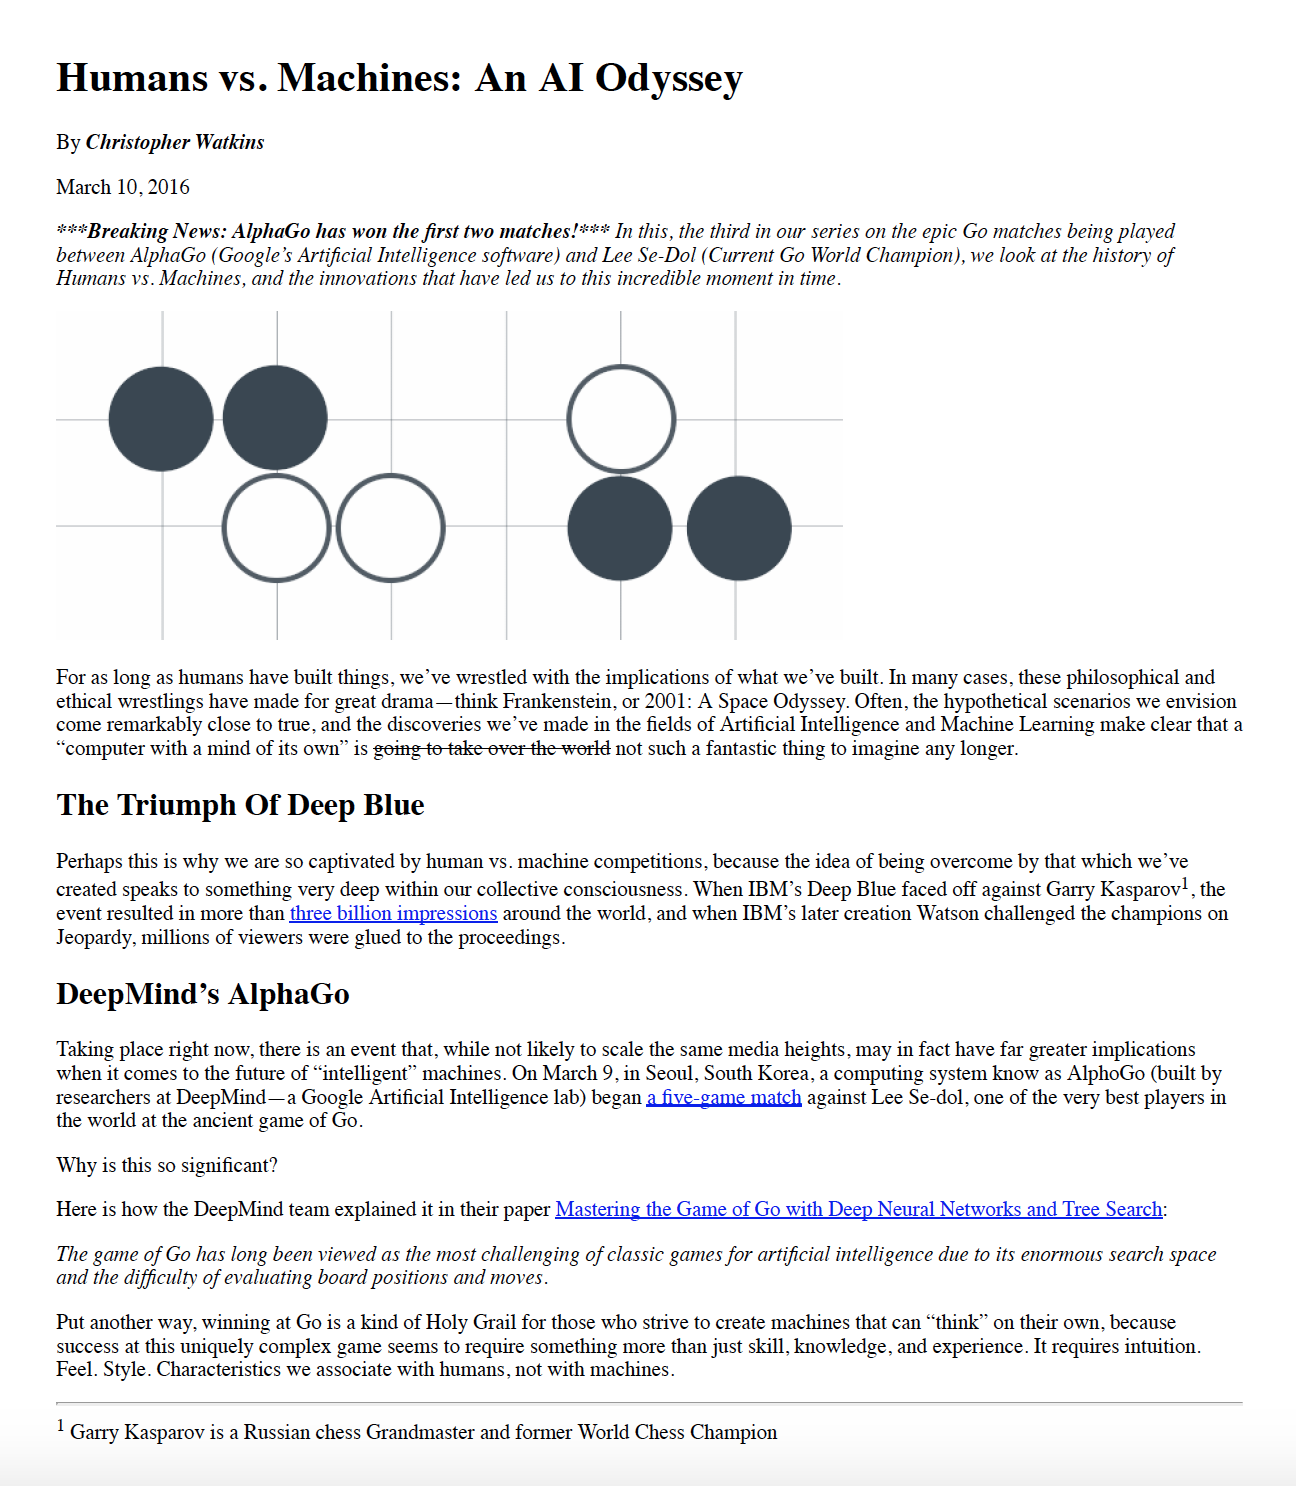 Humans vs. Machines: An AI Odyssey
By Christopher Watkins
March 10, 2016
***Breaking News: AlphaGo has won the first two matches!*** In this, the third in our series on the epic Go matches being played
between AlphaGo (Google’s Artificial Intelligence software) and Lee Se-Dol (Current Go World Champion), we look at the history of
Humans vs. Machines, and the innovations that have led us to this incredible moment in time.
For as long as humans have built things, we’ve wrestled with the implications of what we’ve built. In many cases, these philosophical and
ethical wrestlings have made for great drama—think Frankenstein, or 2001: A Space Odyssey. Often, the hypothetical scenarios we envision
come remarkably close to true, and the discoveries we’ve made in the fields of Artificial Intelligence and Machine Learning make clear that a
“computer with a mind of its own” is going to take over the world not such a fantastic thing to imagine any longer.
The Triumph Of Deep Blue
Perhaps this is why we are so captivated by human vs. machine competitions, because the idea of being overcome by that which we’ve
created speaks to something very deep within our collective consciousness. When IBM’s Deep Blue faced off against Garry Kasparov¹, the
event resulted in more than three billion impressions around the world, and when IBM’s later creation Watson challenged the champions on
Jeopardy, millions of viewers were glued to the proceedings.
DeepMind’s AlphaGo
Taking place right now, there is an event that, while not likely to scale the same media heights, may in fact have far greater implications
when it comes to the future of “intelligent” machines. On March 9, in Seoul, South Korea, a computing system know as AlphoGo (built by
researchers at DeepMind—a Google Artificial Intelligence lab) began a five-game match against Lee Se-dol, one of the very best players in
the world at the ancient game of Go.
Why is this so significant?
Here is how the DeepMind team explained it in their paper Mastering the Game of Go with Deep Neural Networks and Tree Search:
The game of Go has long been viewed as the most challenging of classic games for artificial intelligence due to its enormous search space
and the difficulty of evaluating board positions and moves.
Put another way, winning at Go is a kind of Holy Grail for those who strive to create machines that can “think” on their own, because
success at this uniquely complex game seems to require something more than just skill, knowledge, and experience. It requires intuition.
Feel. Style. Characteristics we associate with humans, not with machines.
¹ Garry Kasparov is a Russian chess Grandmaster and former World Chess Champion